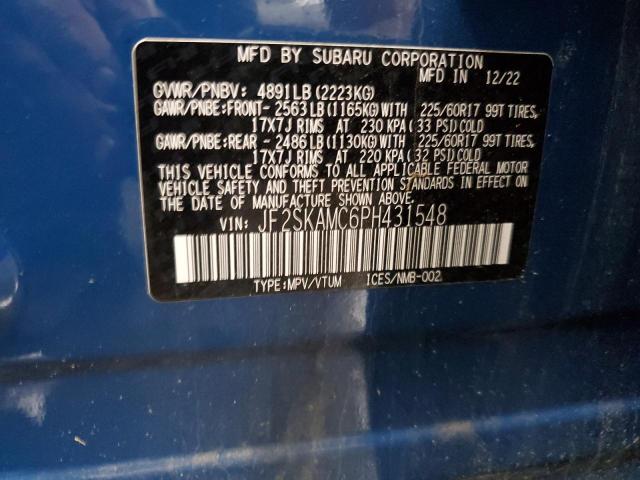 MFD BY SUBARU CORPORATION
MFD IN 12/22
GVWR/PNBV: 4891LB (2223KG)
GAWR/PNBE:FRONT- 2563LB (1165KG) WITH 225/60R17 99T TIRES,
17X7J RIMS AT 230 KPA (33 PSI) COLD
GAWR/PNBE:REAR - 2486LB (1130KG) WITH 225/60R17 99T TIRES,
17X7J RIMS AT 220 KPA (32 PSI) COLD
THIS VEHICLE CONFORMS TO ALL APPLICABLE FEDERAL MOTOR
VEHICLE SAFETY AND THEFT PREVENTION STANDARDS IN EFFECT ON
THE DATE OF MANUFACTURE SHOWN ABOVE.
VIN: JF2SKAMC6PH431548
TYPE:MPV/VTUM ICES/NMB-002